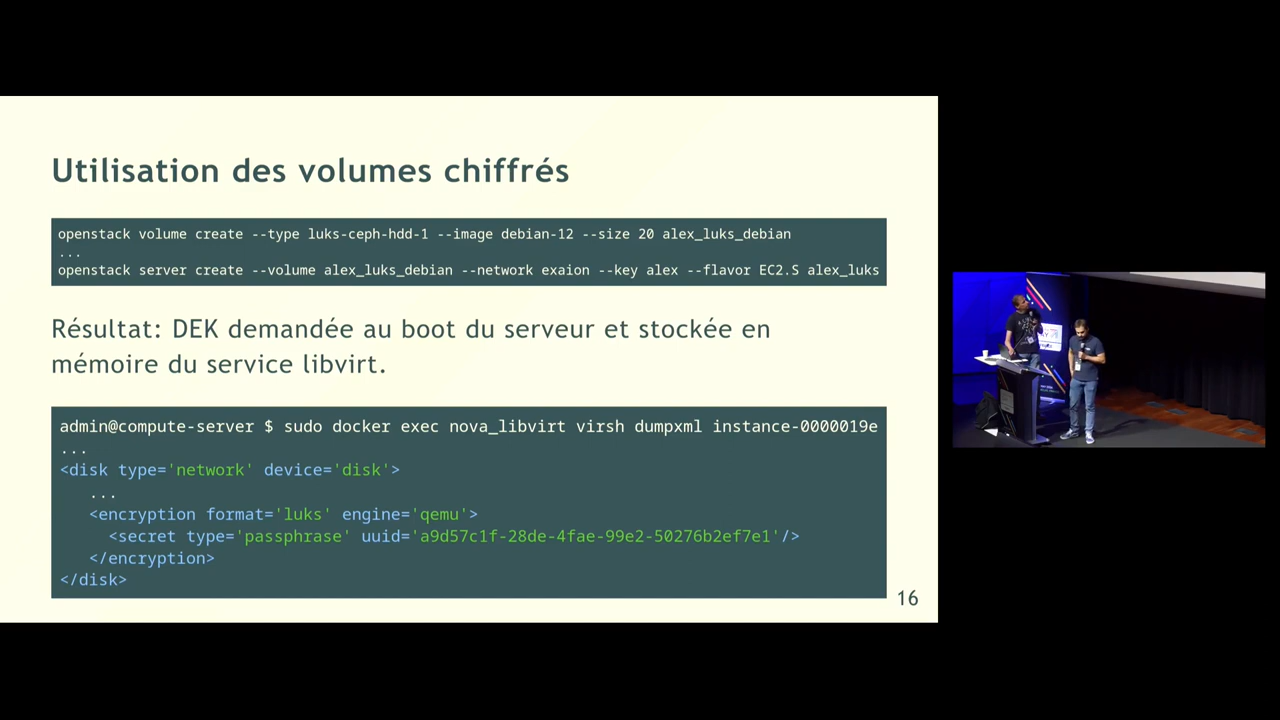 Utilisation des volumes chiffrés
openstack volume create --type luks-ceph-hdd-1 --image debian-12 --size 20 alex_luks_debian
...
openstack server create --volume alex_luks_debian --network exaion --key alex --flavor EC2.S alex_luks
Résultat: DEK demandée au boot du serveur et stockée en
mémoire du service libvirt.
admin@compute-server $ sudo docker exec nova_libvirt virsh dumpxml instance-0000019e
...
<disk type='network' device='disk'>
...
<encryption format='luks' engine='qemu'>
<secret type='passphrase' uuid='a9d57c1f-28de-4fae-99e2-50276b2ef7e1'/>
</encryption>
</disk>
16